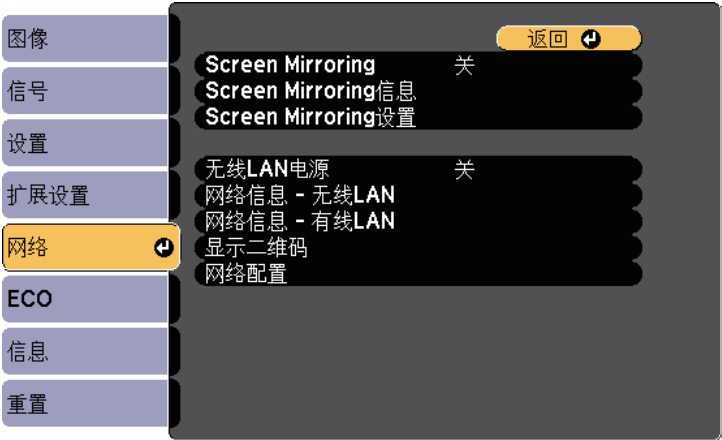 图像
信号
设置
扩展设置
网络
ECO
信息
重置
返回
Screen Mirroring 关
Screen Mirroring信息
Screen Mirroring设置
无线LAN电源 关
网络信息 - 无线LAN
网络信息 - 有线LAN
显示二维码
网络配置